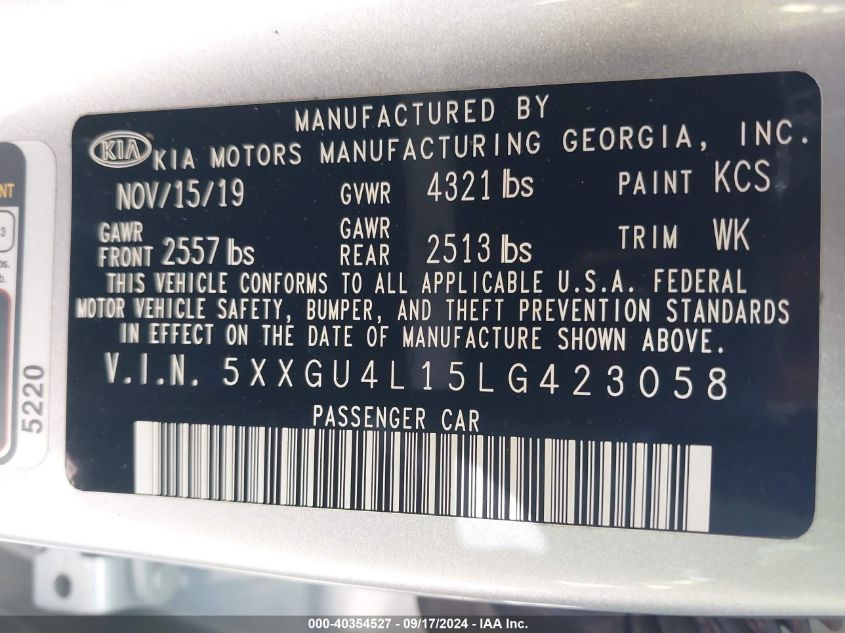 MANUFACTURED BY
KIA KIA MOTORS MANUFACTURING GEORGIA, INC.
NOV/15/19 GVWR 4321 lbs PAINT KCS
GAWR FRONT 2557 lbs GAWR REAR 2513 lbs TRIM WK
THIS VEHICLE CONFORMS TO ALL APPLICABLE U.S.A. FEDERAL
MOTOR VEHICLE SAFETY, BUMPER, AND THEFT PREVENTION STANDARDS
IN EFFECT ON THE DATE OF MANUFACTURE SHOWN ABOVE.
V.I.N. 5XXGU4L15LG423058
PASSENGER CAR
5220
000-40354527 - 09/17/2024 - IAA, Inc.